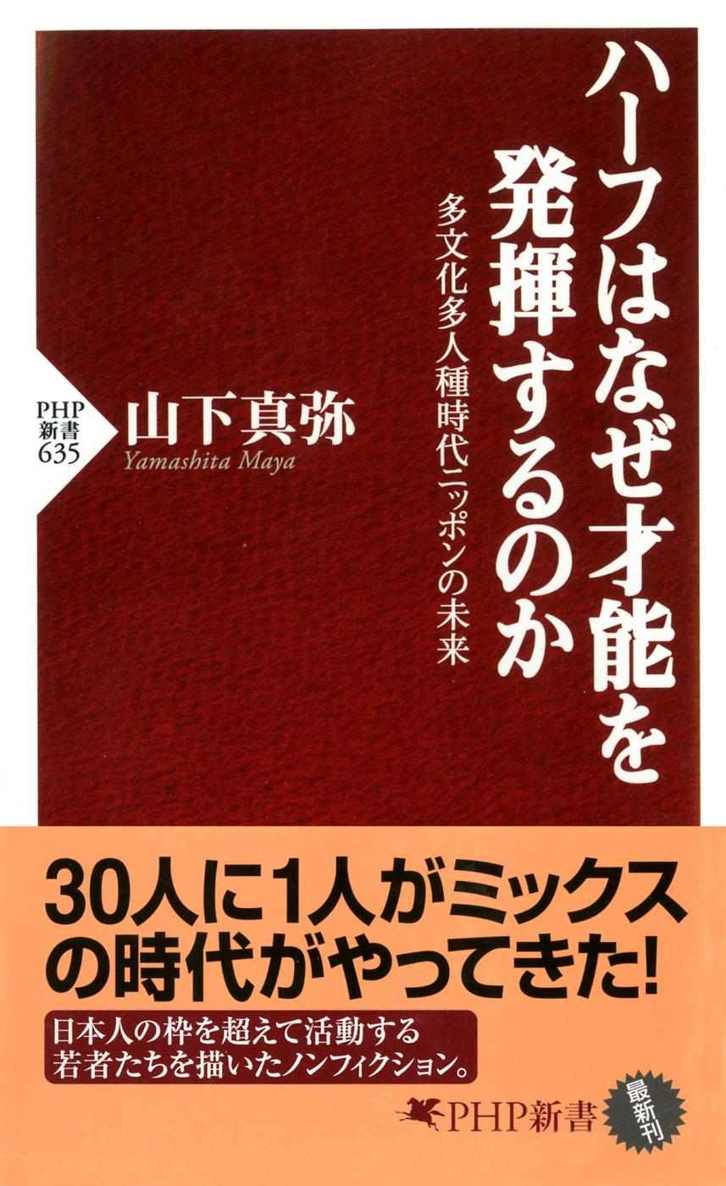 ハーフはなぜ才能を
発揮するのか
多文化多人種時代ニッポンの未来
山下真弥
Yamashita Maya
PHP
新書
635
30人に1人がミックス
の時代がやってきた!
日本人の枠を超えて活動する
若者たちを描いたノンフィクション。
PHP新書
最新刊